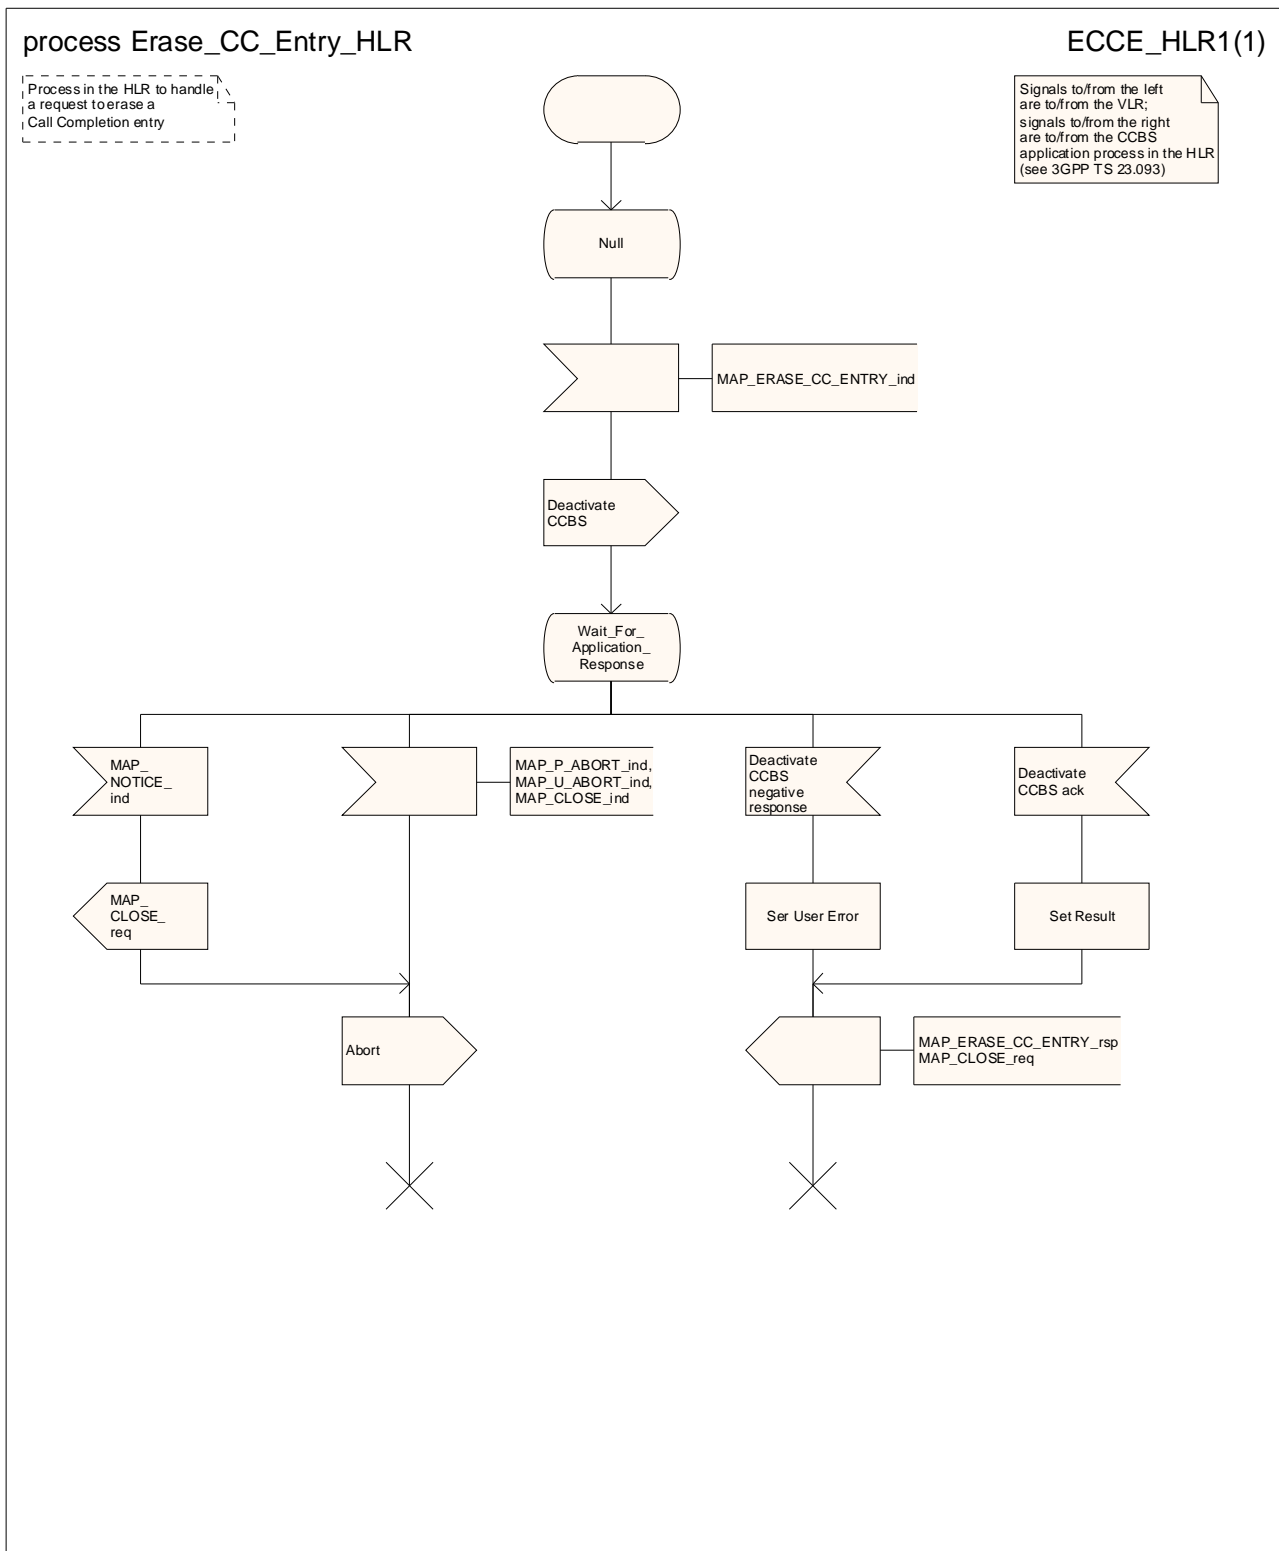 process Erase_CC_Entry_HLR
ECCE_HLR1(1)
Process in the HLR to handle
a request to erase a
Call Completion entry
Signals to/from the left
are to/from the VLR;
signals to/from the right
are to/from the CCBS
application process in the HLR
(see 3GPP TS 23.093)
Null
MAP_ERASE_CC_ENTRY_ind
Deactivate
CCBS
Wait_For_
Application_
Response
MAP_
NOTICE_
ind
MAP_P_ABORT_ind,
MAP_U_ABORT_ind,
MAP_CLOSE_ind
Deactivate
CCBS
negative
response
Deactivate
CCBS ack
MAP_
CLOSE_
req
Ser User Error
Set Result
Abort
MAP_ERASE_CC_ENTRY_rsp
MAP_CLOSE_req